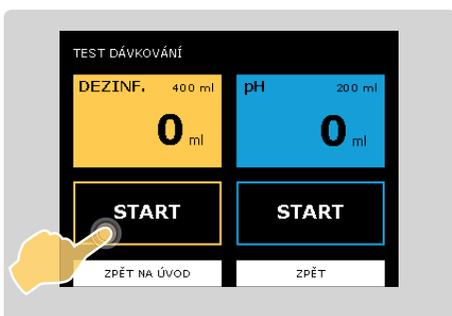 TEST DÁVKOVÁNÍ
DEZINF. 400 ml
0 ml
pH 200 ml
0 ml
START
START
ZPĚT NA ÚVOD
ZPĚT